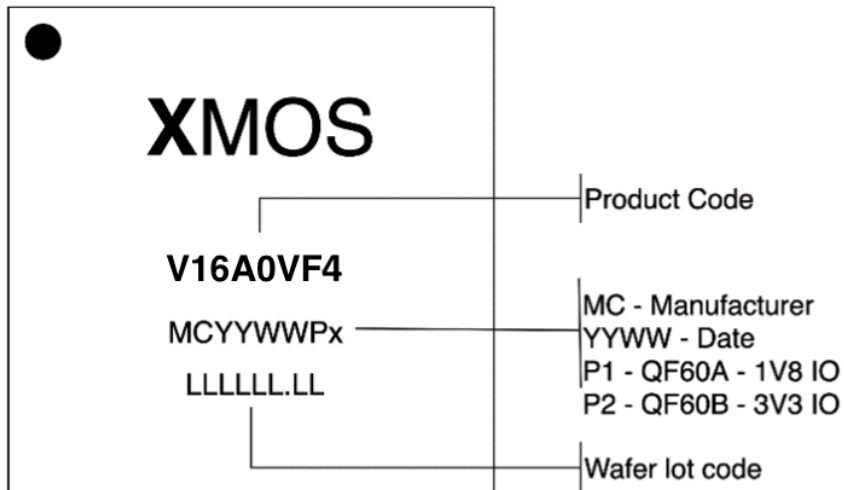 XMOS
Product Code
V16A0VF4
MCYYWWPx
MC - Manufacturer
YYWW - Date
P1 - QF60A - 1V8 IO
P2 - QF60B - 3V3 IO
LLLLLL.LL
Wafer lot code